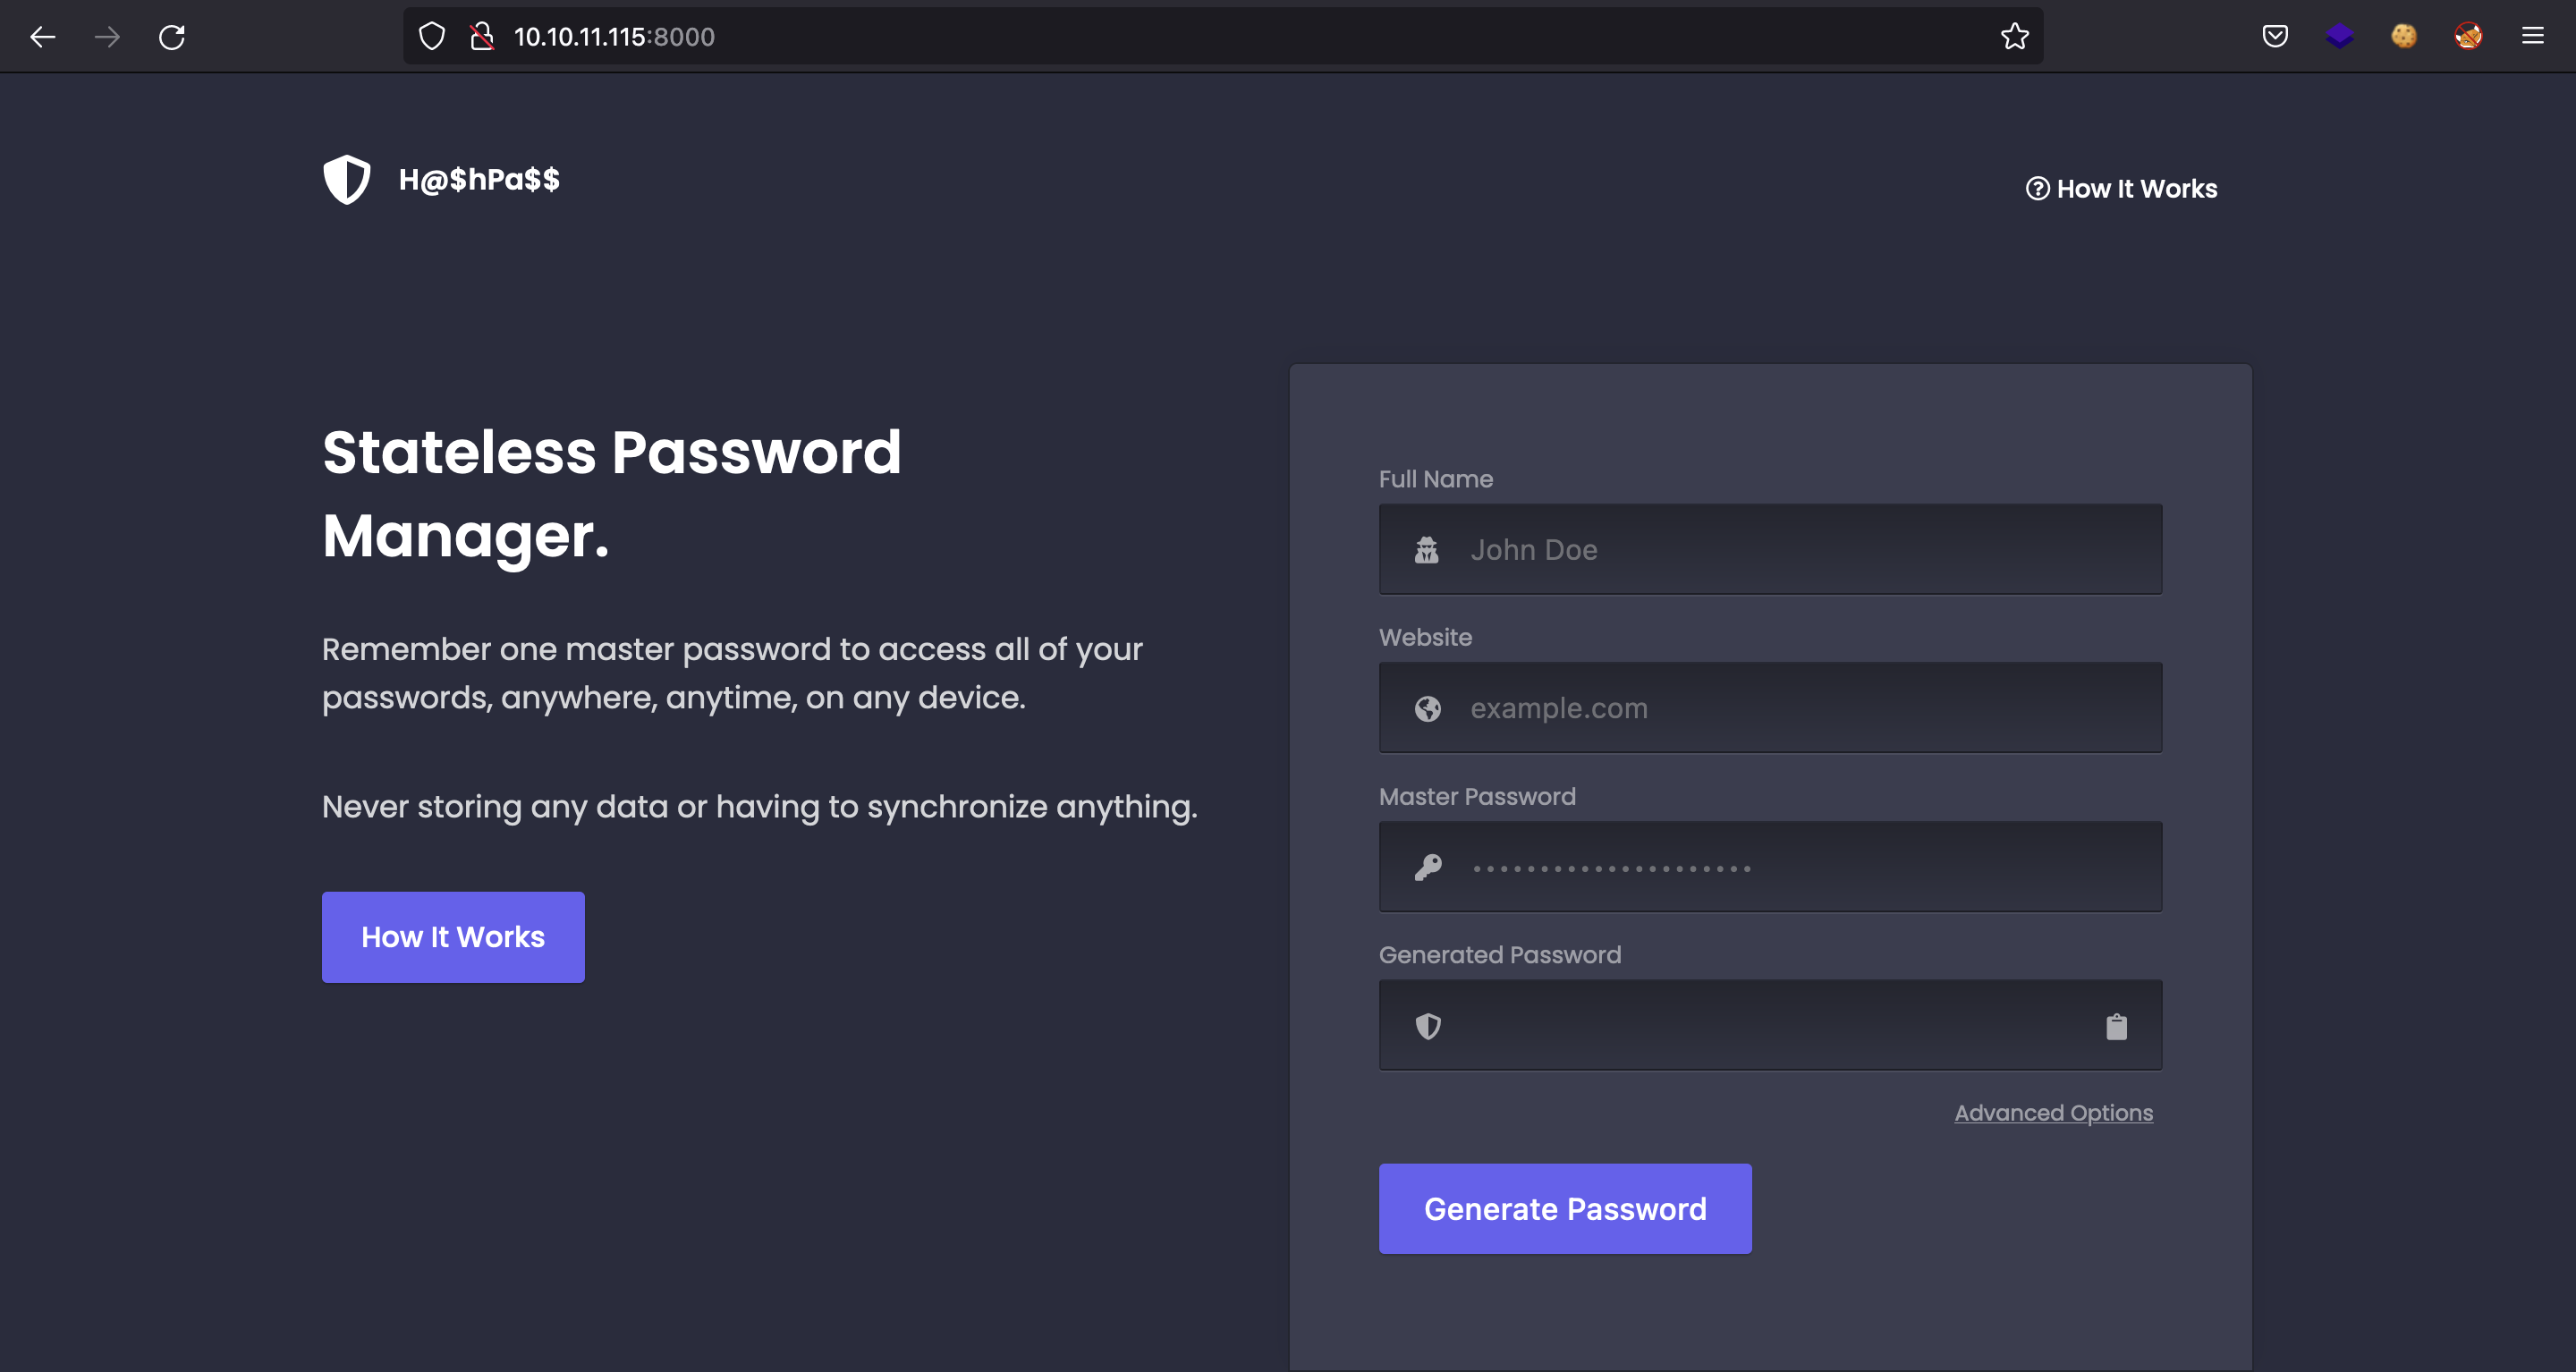 10.10.11.115:8000
H@$hPa$$
How It Works
Stateless Password
Manager.
Remember one master password to access all of your
passwords, anywhere, anytime, on any device.
Never storing any data or having to synchronize anything.
How It Works
Full Name
John Doe
Website
example.com
Master Password
•••••••••••••••••••••
Generated Password
Advanced Options
Generate Password